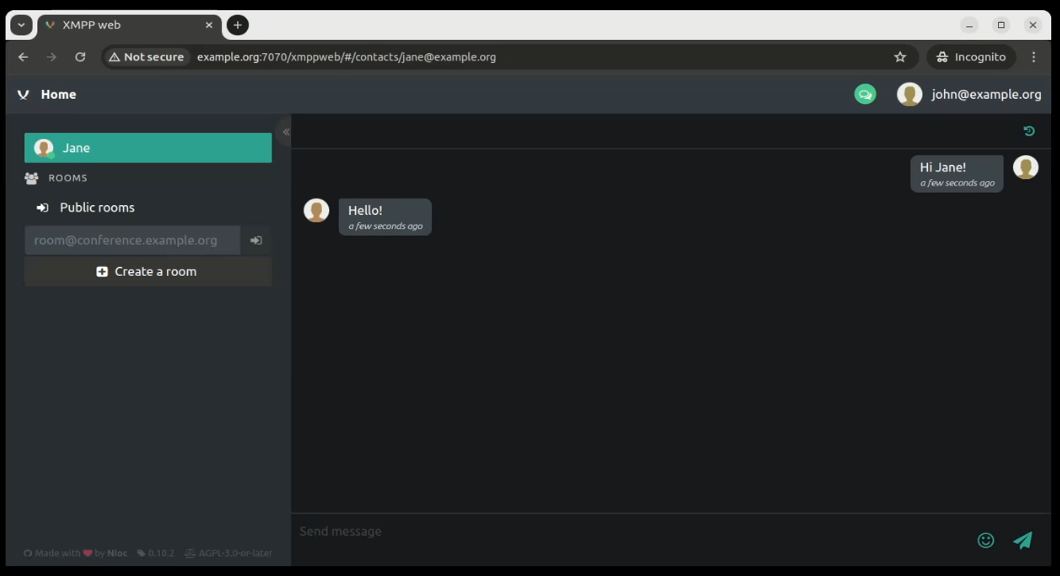 XMPP web
Not secure example.org:7070/xmppweb/#/contacts/jane@example.org Incognito
Home john@example.org
Jane
ROOMS
Public rooms
room@conference.example.org
Create a room
Made with by Nioc 0.10.2 AGPL-3.0-or-later
Hi Jane!
a few seconds ago
Hello!
a few seconds ago
Send message